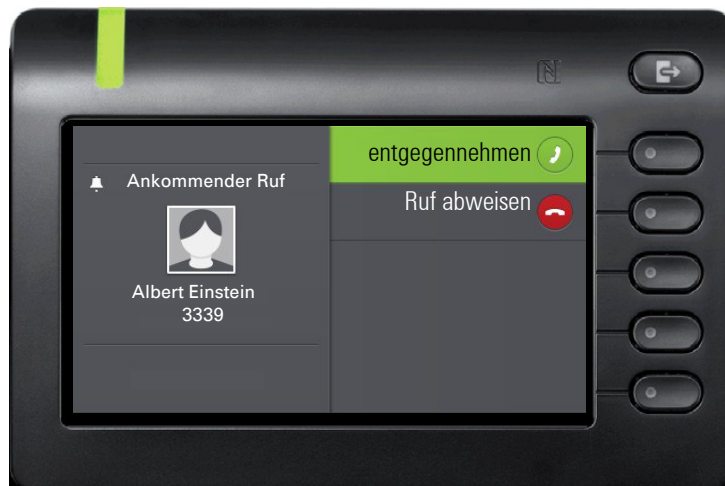 entgegennehmen
Ankommender Ruf
Ruf abweisen
Albert Einstein
3339